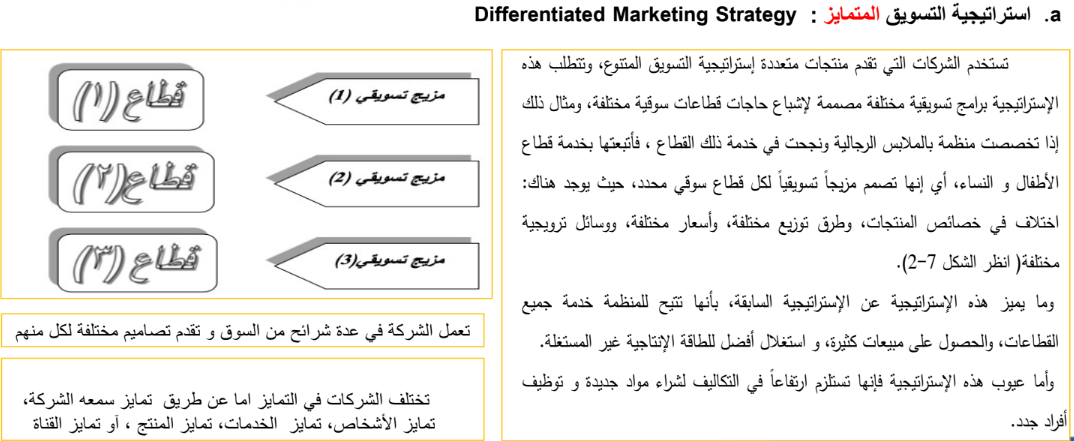 a. استراتيجية التسويق المتمايز : Differentiated Marketing Strategy
تستخدم الشركات التي تقدم منتجات متعددة إستراتيجية التسويق المتنوع، وتتطلب هذه
الإستراتيجية برامج تسويقية مختلفة مصممة لإشباع حاجات قطاعات سوقية مختلفة، ومثال ذلك
إذا تخصصت منظمة بالملابس الرجالية ونجحت في خدمة ذلك القطاع ، فأتبعتها بخدمة قطاع
الأطفال و النساء، أي إنها تصمم مزيجاً تسويقياً لكل قطاع سوقي محدد، حيث يوجد هناك:
اختلاف في خصائص المنتجات، وطرق توزيع مختلفة، وأسعار مختلفة، ووسائل ترويجية
مختلفة( انظر الشكل 7-2).
وما يميز هذه الإستراتيجية عن الإستراتيجية السابقة، بأنها تتيح للمنظمة خدمة جميع
القطاعات، والحصول على مبيعات كثيرة، و استغلال أفضل للطاقة الإنتاجية غير المستغلة.
وأما عيوب هذه الإستراتيجية فإنها تستلزم ارتفاعاً في التكاليف لشراء مواد جديدة و توظيف
أفراد جدد.
مزيج تسويقي (1)
قطاع (١)
مزيج تسويقي (2)
قطاع(٢)
مزيج تسويقي(3)
قطاع (٣)
تعمل الشركة في عدة شرائح من السوق و تقدم تصاميم مختلفة لكل منهم
تختلف الشركات في التمايز اما عن طريق تمايز سمعه الشركة،
تمايز الأشخاص، تمايز الخدمات، تمايز المنتج ، أو تمايز القناة